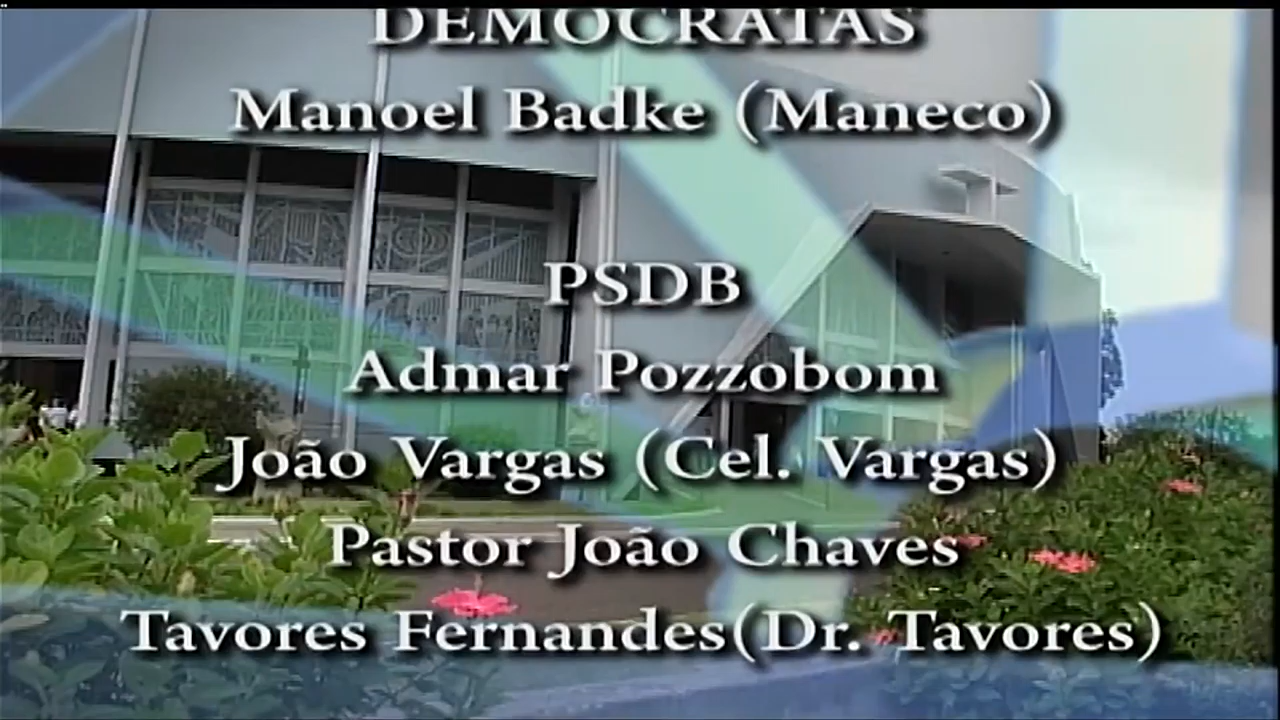 DEMOCRATAS
Manoel Badke (Maneco)
PSDB
Admar Pozzobom
João Vargas (Cel. Vargas)
Pastor João Chaves
Tavores Fernandes(Dr. Tavores)